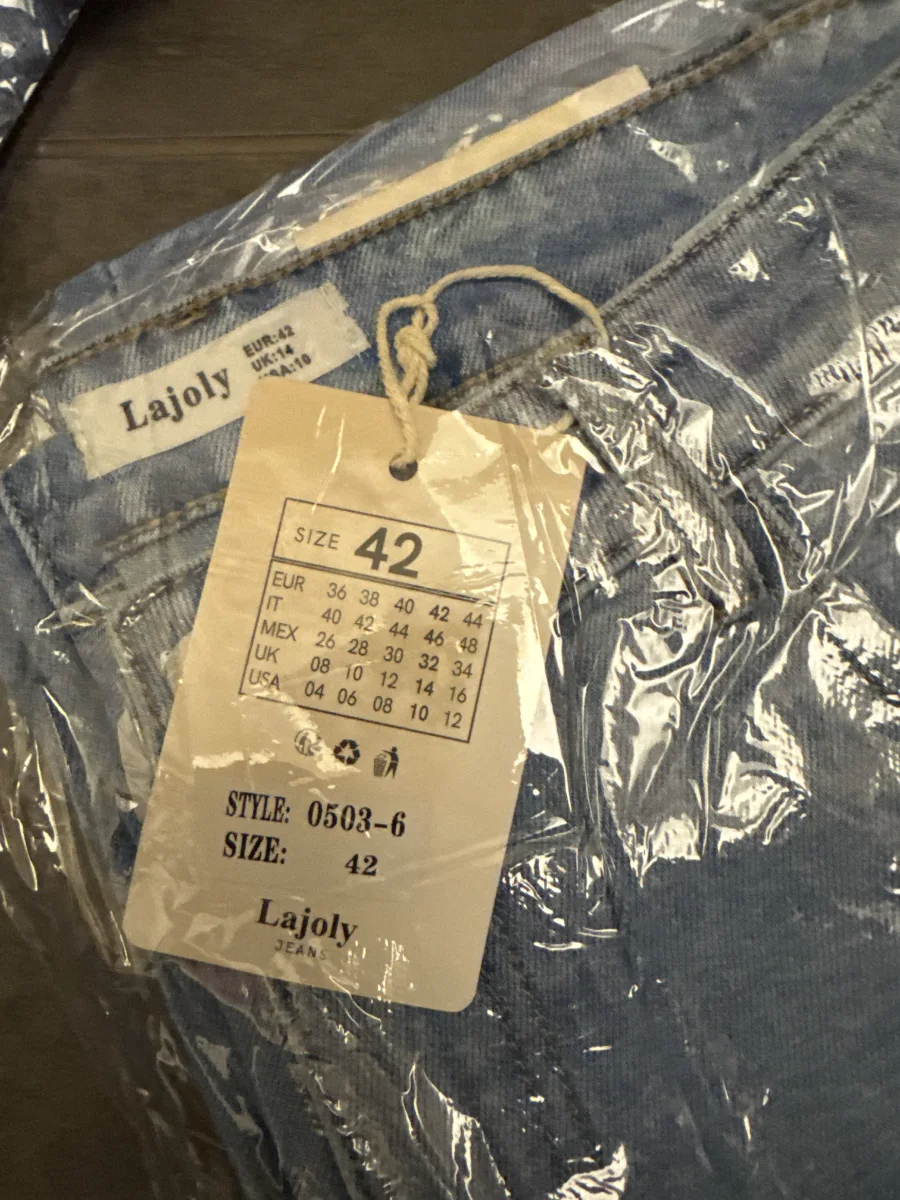 Lajoly
EUR:42
UK:14
USA:10
SIZE 42
EUR 36 38 40 42 44
IT 40 42 44 46 48
MEX 26 28 30 32 34
UK 08 10 12 14 16
USA 04 06 08 10 12
STYLE: 0503-6
SIZE: 42
Lajoly
JEANS